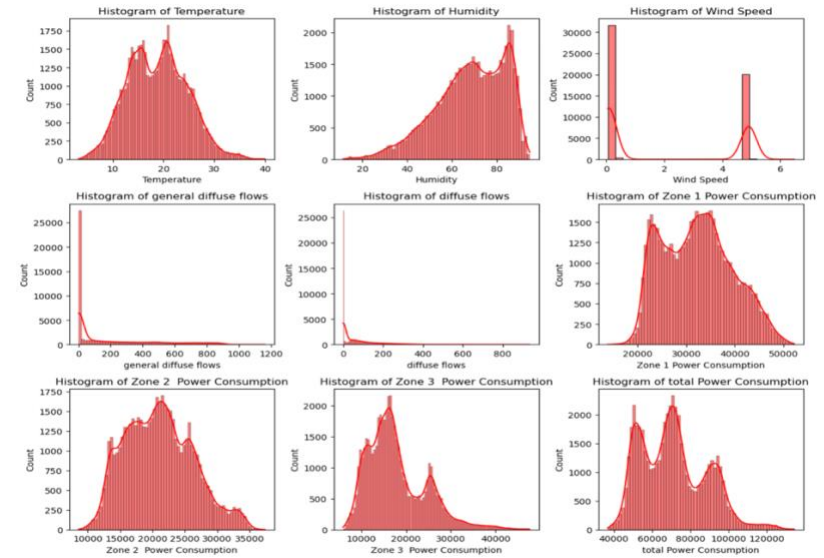 Histogram of Temperature
1750
1500
1250
1000
750
500
250
0
Count
10 20 30 40
Temperature
Histogram of Humidity
2000
1500
1000
500
0
Count
20 40 60 80
Humidity
Histogram of Wind Speed
30000
25000
20000
15000
10000
5000
0
Count
0 2 4 6
Wind Speed
Histogram of general diffuse flows
25000
20000
15000
10000
5000
0
Count
0 200 400 600 800 1000 1200
general diffuse flows
Histogram of diffuse flows
25000
20000
15000
10000
5000
0
Count
0 200 400 600 800
diffuse flows
Histogram of Zone 1 Power Consumption
1500
1250
1000
750
500
250
0
Count
20000 30000 40000 50000
Zone 1 Power Consumption
Histogram of Zone 2 Power Consumption
1750
1500
1250
1000
750
500
250
0
Count
10000 15000 20000 25000 30000 35000
Zone 2 Power Consumption
Histogram of Zone 3 Power Consumption
2000
1500
1000
500
0
Count
10000 20000 30000 40000
Zone 3 Power Consumption
Histogram of total Power Consumption
2000
1500
1000
500
0
Count
40000 60000 80000 100000 120000
total Power Consumption